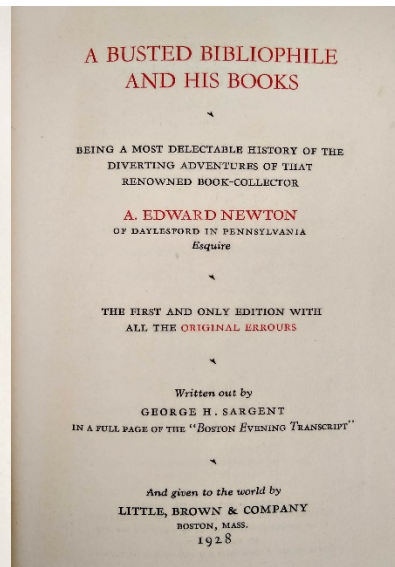 A BUSTED BIBLIOPHILE
AND HIS BOOKS
BEING A MOST DELECTABLE HISTORY OF THE
DIVERTING ADVENTURES OF THAT
RENOWNED BOOK-COLLECTOR
A. EDWARD NEWTON
OF DAYLESFORD IN PENNSYLVANIA
Esquire
THE FIRST AND ONLY EDITION WITH
ALL THE ORIGINAL ERROURS
Written out by
GEORGE H. SARGENT
IN A FULL PAGE OF THE "BOSTON EVENING TRANSCRIPT"
And given to the world by
LITTLE, BROWN & COMPANY
BOSTON, MASS.
1928